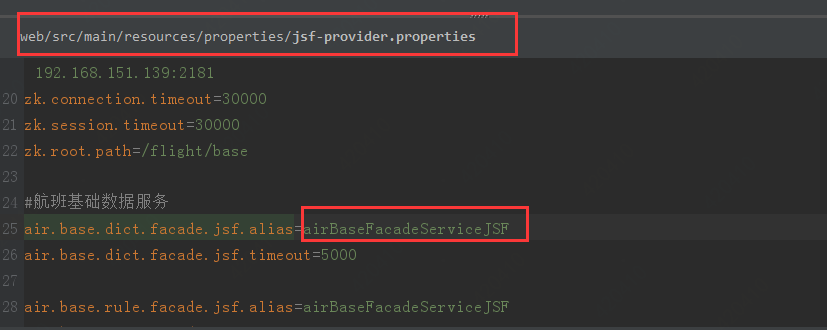 web/src/main/resources/properties/jsf-provider.properties
192.168.151.139:2181
20 zk.connection.timeout=30000
21 zk.session.timeout=30000
22 zk.root.path=/flight/base
23
24 #航班基础数据服务
25 air.base.dict.facade.jsf.alias=airBaseFacadeServiceJSF
26 air.base.dict.facade.jsf.timeout=5000
27
28 air.base.rule.facade.jsf.alias=airBaseFacadeServiceJSF